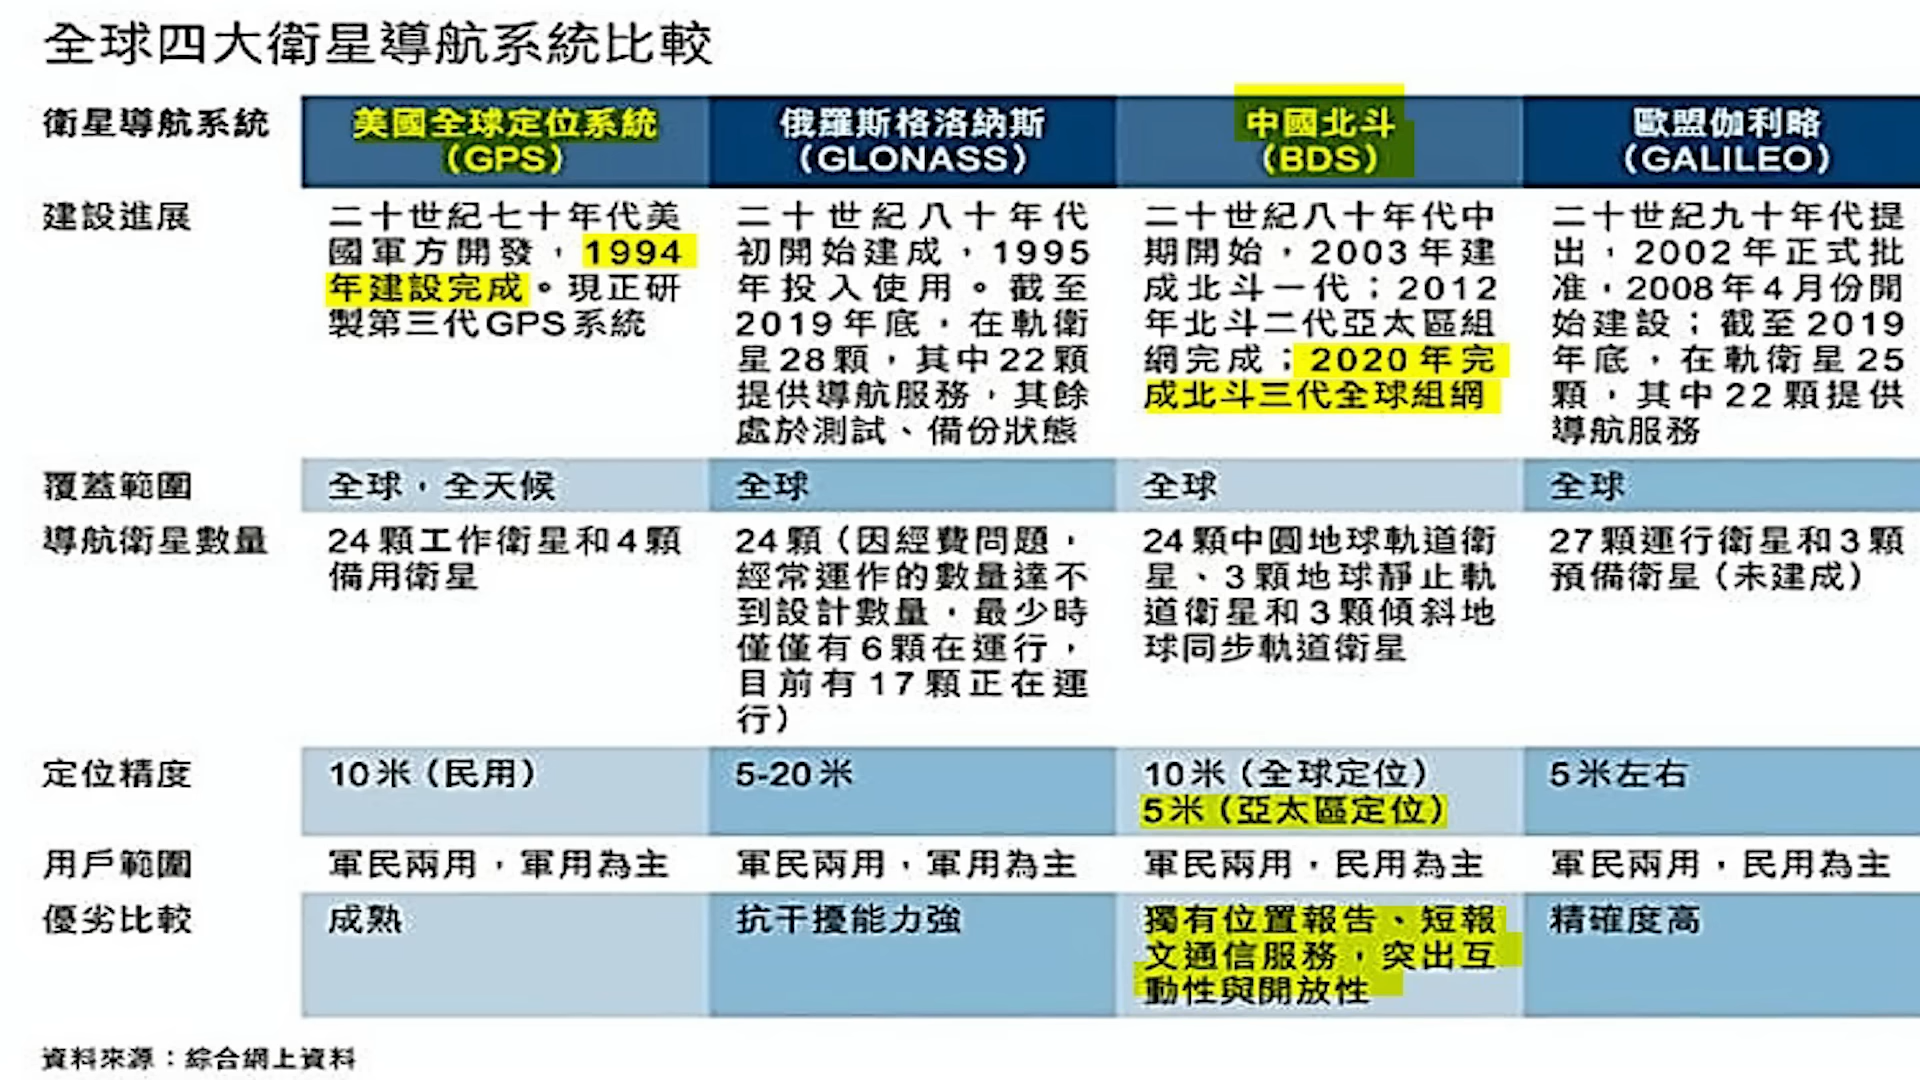 全球四大衛星導航系統比較
衛星導航系統
美國全球定位系統
（GPS）
俄羅斯格洛納斯
（GLONASS）
中國北斗
（BDS）
歐盟伽利略
（GALILEO）
建設進展
二十世紀七十年代美
國軍方開發，1994
年建設完成。現正研
製第三代GPS系統
二十世紀八十年代
初開始建成，1995
年投入使用。截至
2019年底，在軌衛
星28顆，其中22顆
提供導航服務，其餘
處於測試、備份狀態
二十世紀八十年代中
期開始，2003年建
成北斗一代；2012
年北斗二代亞太區組
網完成；2020年完
成北斗三代全球組網
二十世紀九十年代提
出，2002年正式批
准，2008年4月份開
始建設；截至2019
年底，在軌衛星25
顆，其中22顆提供
導航服務
覆蓋範圍
全球，全天候
全球
全球
全球
導航衛星數量
24顆工作衛星和4顆
備用衛星
24顆（因經費問題，
經常運作的數量達不
到設計數量，最少時
僅僅有6顆在運行，
目前有17顆正在運
行）
24顆中圓地球軌道衛
星、3顆地球靜止軌
道衛星和3顆傾斜地
球同步軌道衛星
27顆運行衛星和3顆
預備衛星（未建成）
定位精度
10米（民用）
5-20米
10米（全球定位）
5米（亞太區定位）
5米左右
用戶範圍
軍民兩用，軍用為主
軍民兩用，軍用為主
軍民兩用，民用為主
軍民兩用，民用為主
優劣比較
成熟
抗干擾能力強
獨有位置報告、短報
文通信服務，突出互
動性與開放性
精確度高
資料來源：綜合網上資料